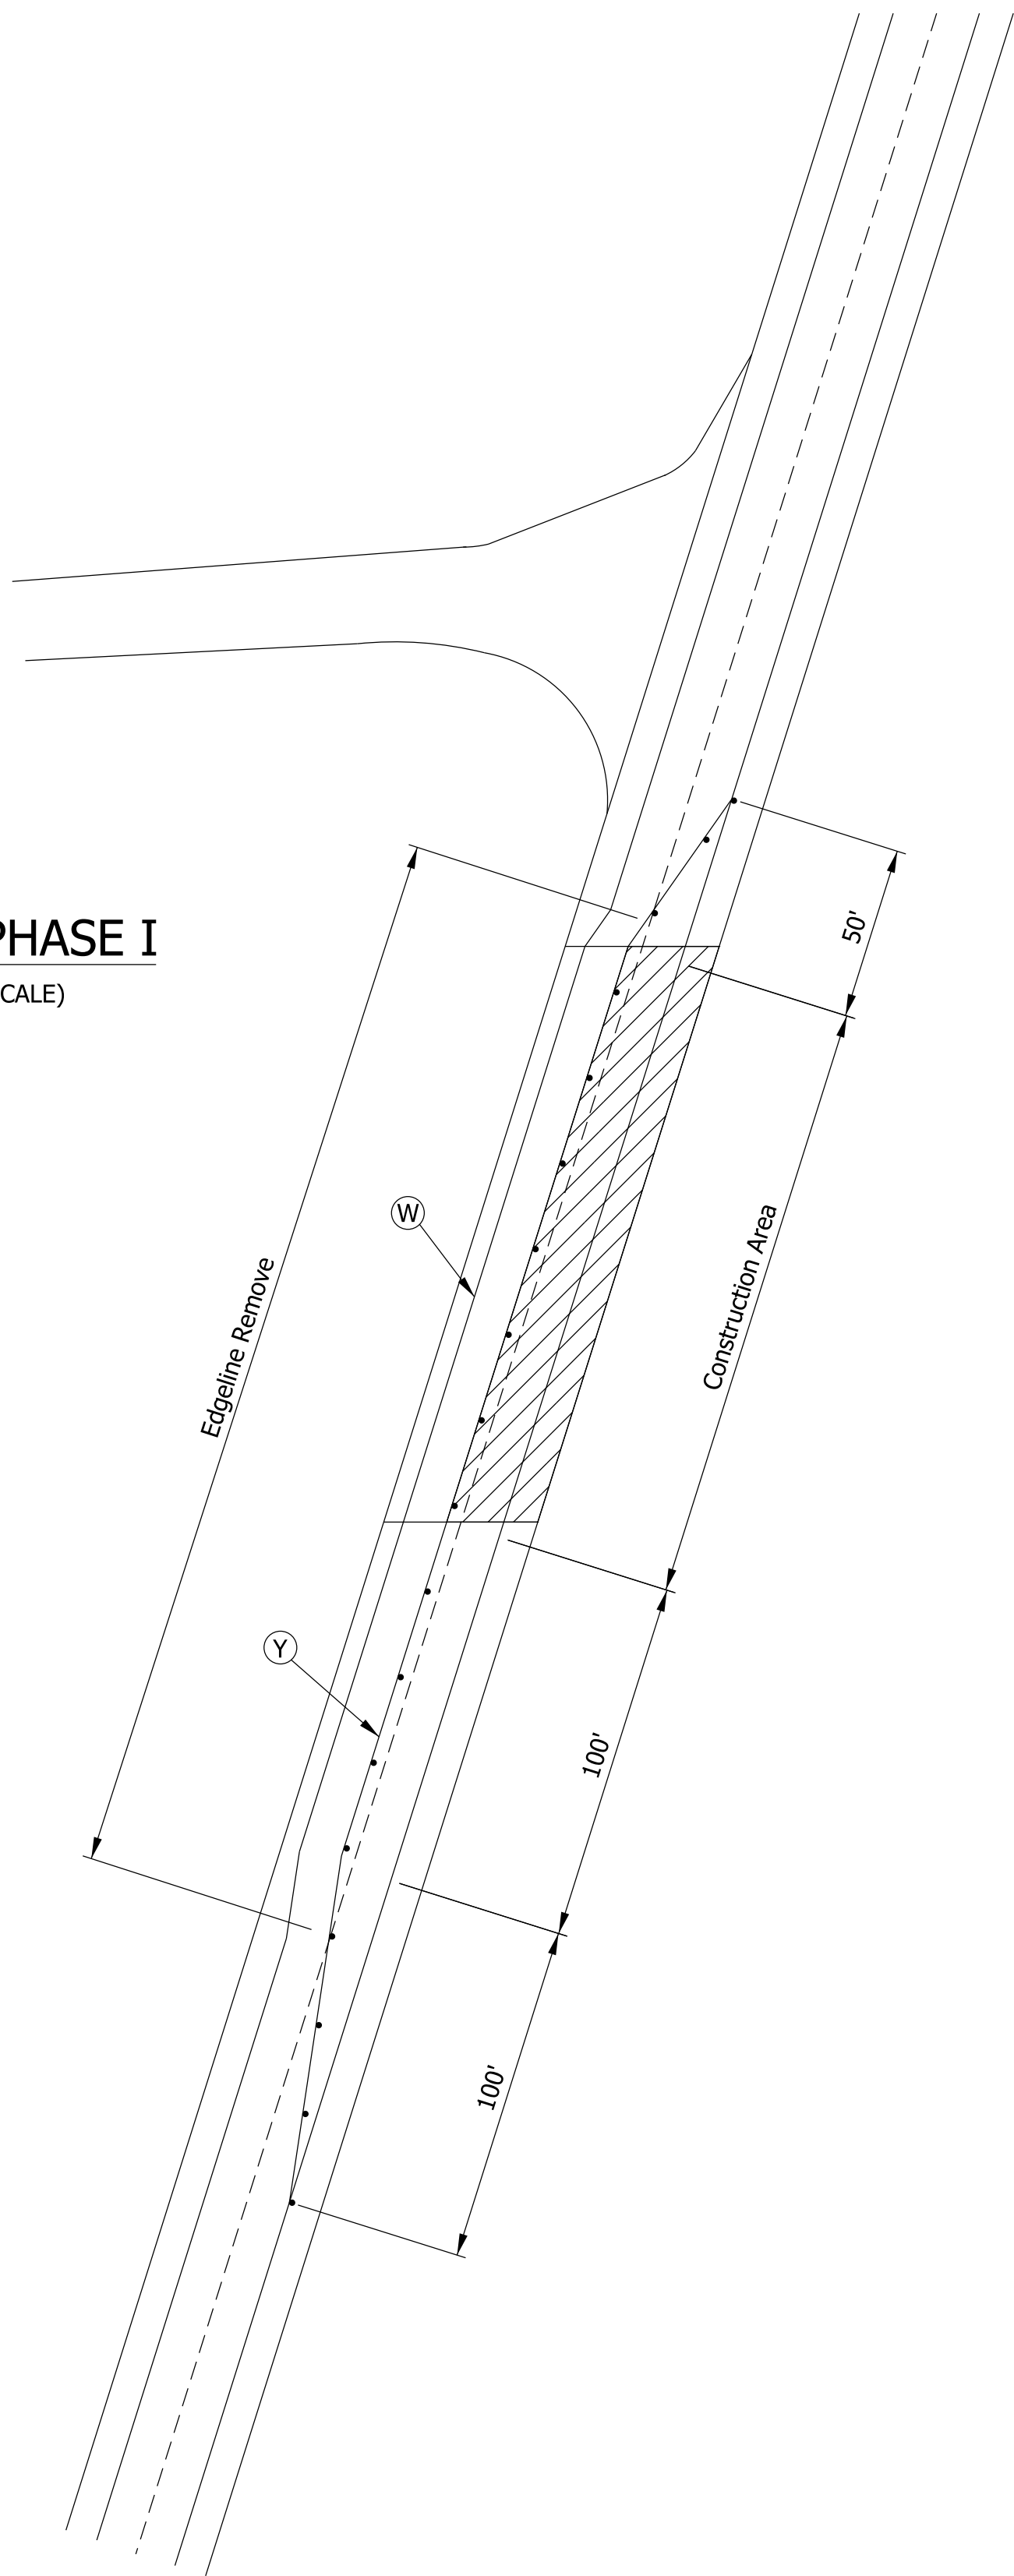 PHASE I
CALE)
50'
W
Edgeline Remove
Construction Area
Y
100'
100'